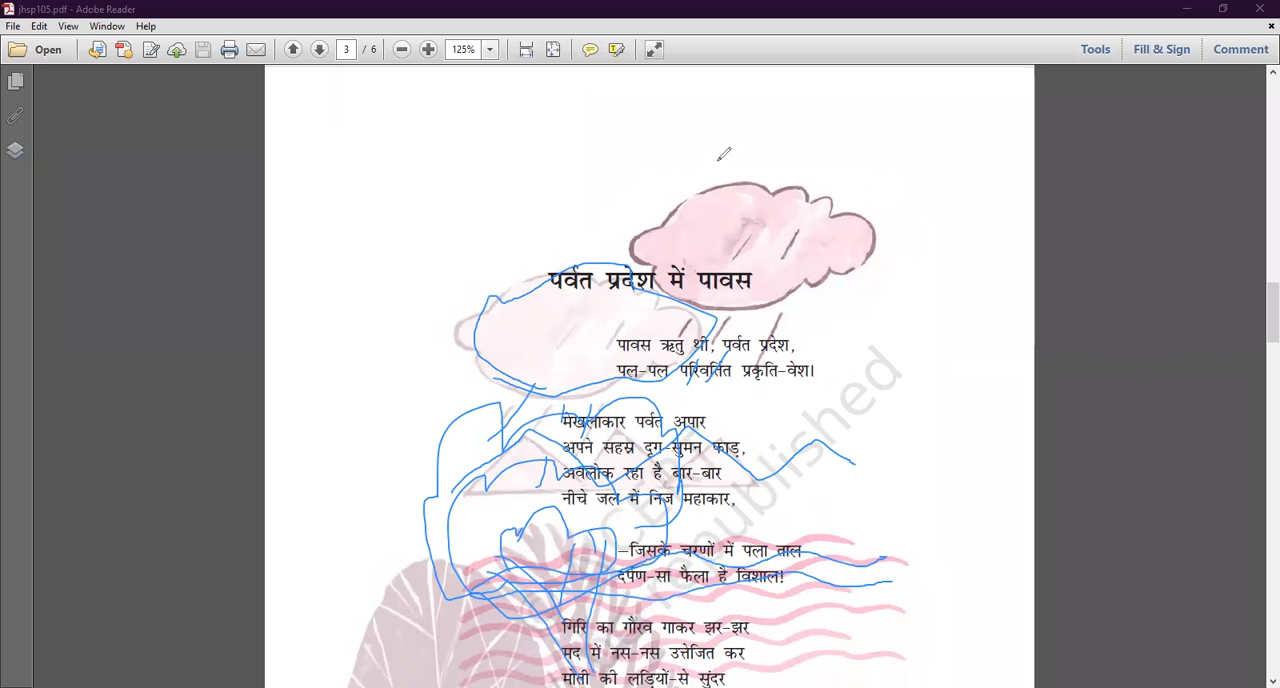 jhsp105.pdf - Adobe Reader
File Edit View Window Help
Open 3 / 6 125% Tools Fill & Sign Comment
पर्वत प्रदेश में पावस
पावस ऋतु थी, पर्वत प्रदेश,
पल-पल परिवर्तित प्रकृति-वेश।
मेखलाकार पर्वत अपार
अपने सहस्र दृग-सुमन फाड़,
अवलोक रहा है बार-बार
नीचे जल में निज महाकार,
-जिसके चरणों में पला ताल
दर्पण-सा फैला है विशाल!
गिरि का गौरव गाकर झर-झर
मद में नस-नस उत्तेजित कर
मोती की लड़ियों-से सुंदर
republished